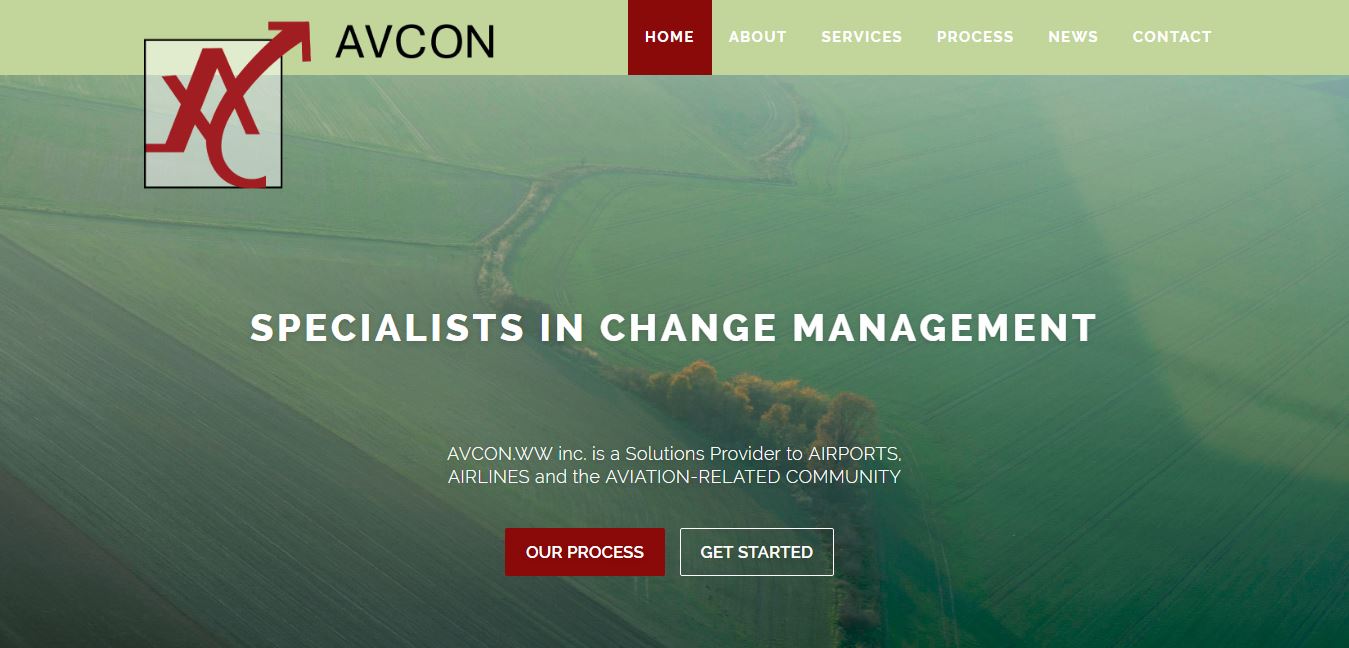 AVCON
HOME ABOUT SERVICES PROCESS NEWS CONTACT
SPECIALISTS IN CHANGE MANAGEMENT
AVCON.WW inc. is a Solutions Provider to AIRPORTS,
AIRLINES and the AVIATION-RELATED COMMUNITY
OUR PROCESS GET STARTED